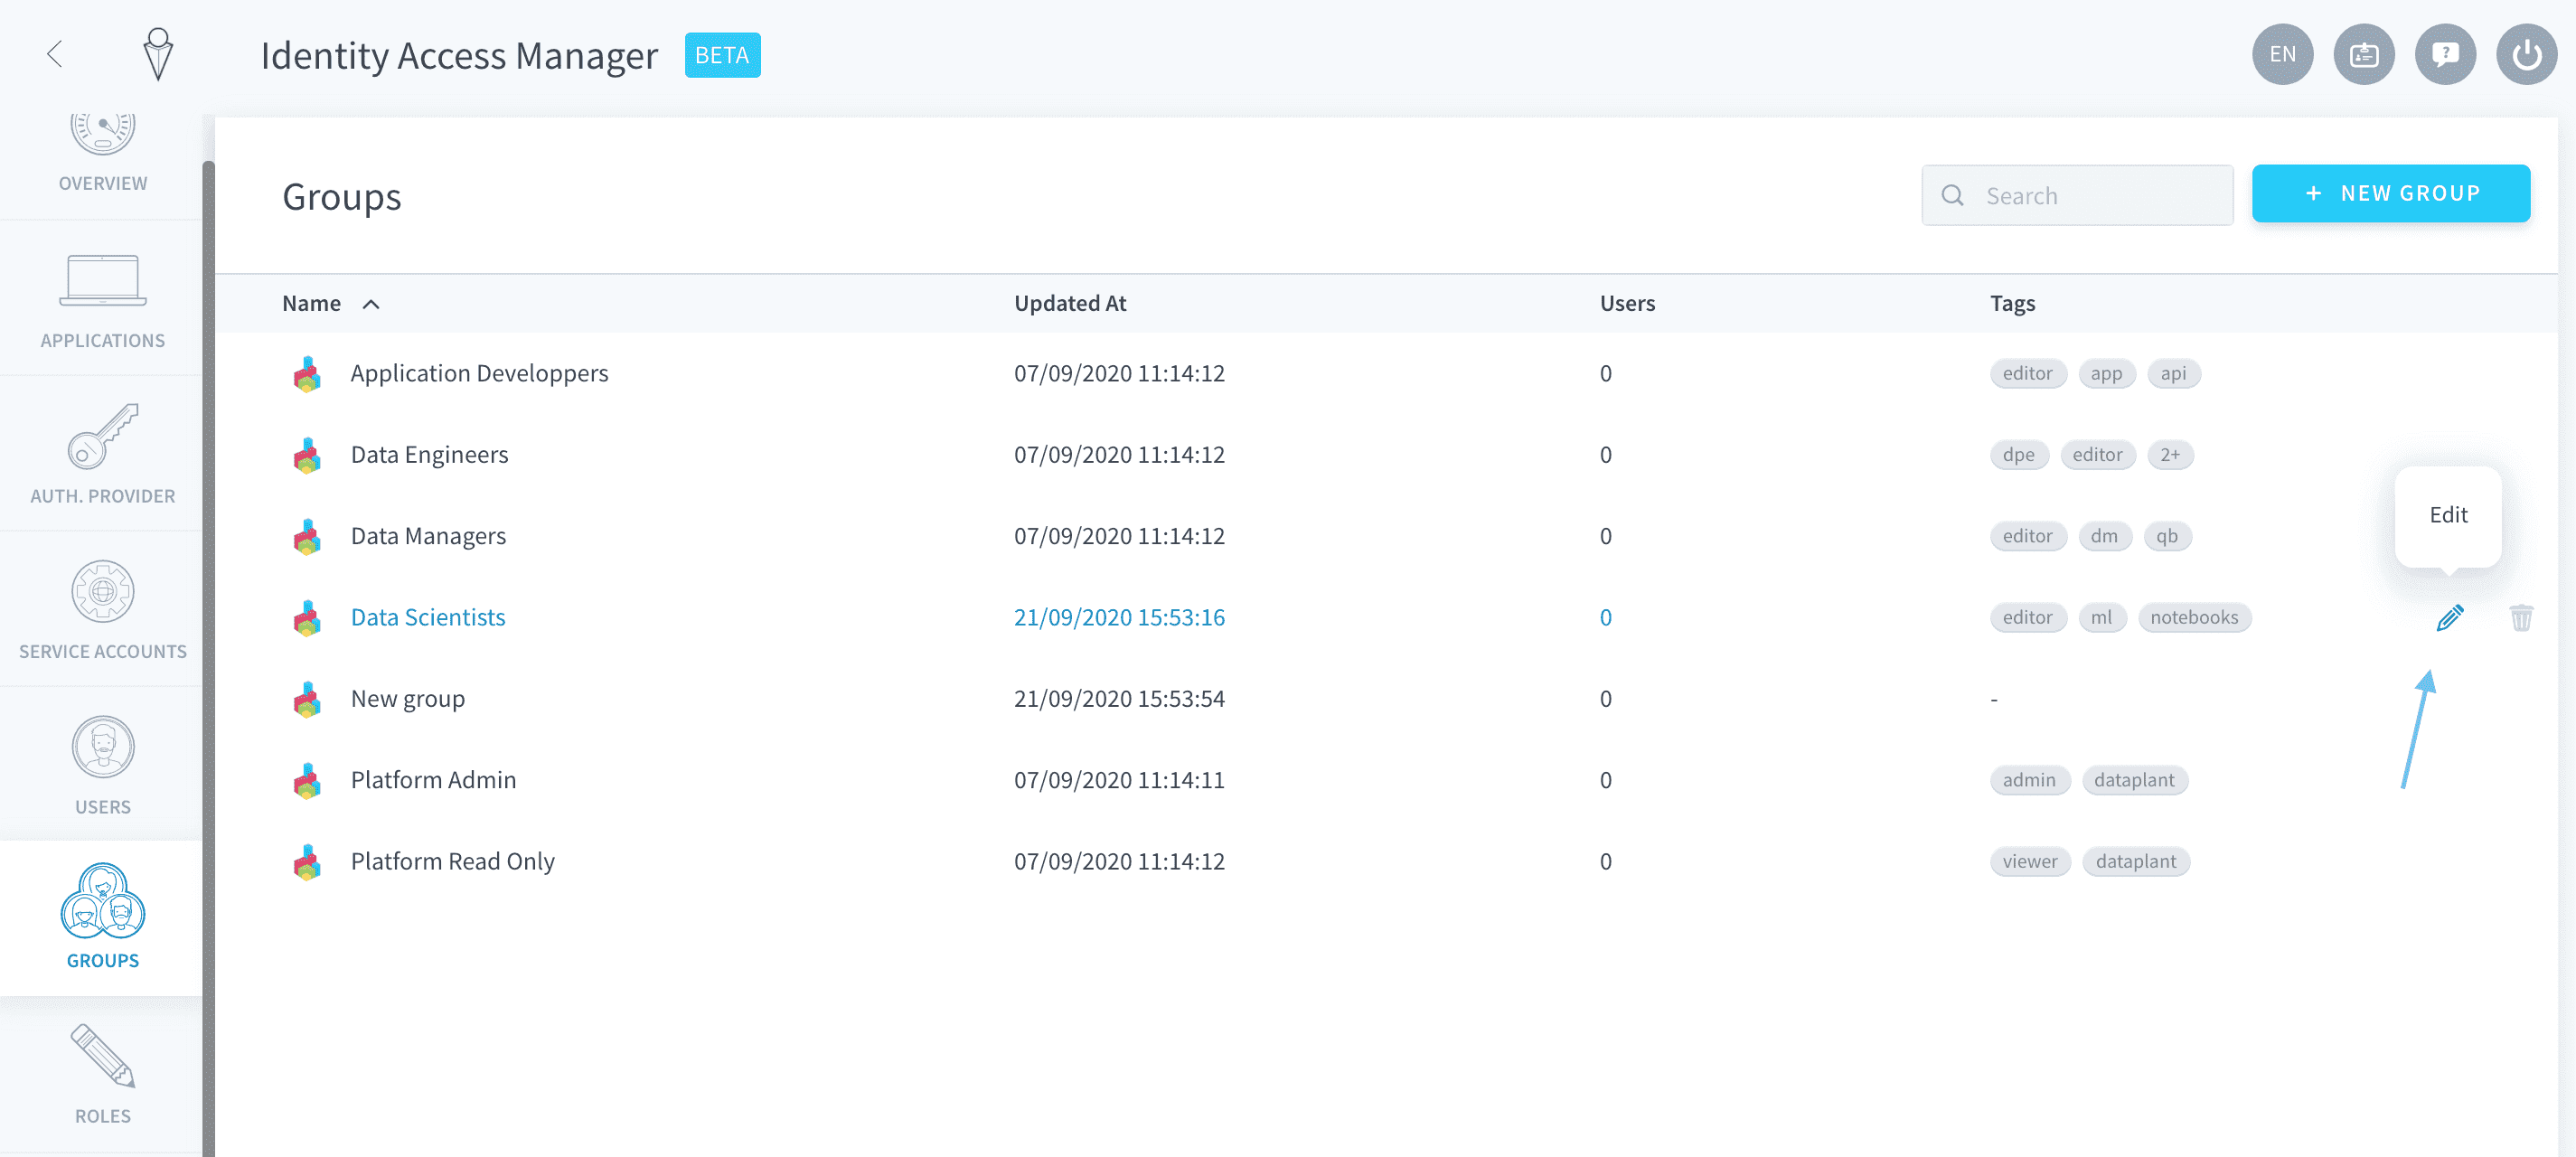 Identity Access Manager BETA
EN
OVERVIEW
APPLICATIONS
AUTH. PROVIDER
SERVICE ACCOUNTS
USERS
GROUPS
ROLES
Groups
Search
+ NEW GROUP
Name Updated At Users Tags
Application Developpers 07/09/2020 11:14:12 0 editor app api
Data Engineers 07/09/2020 11:14:12 0 dpe editor 2+
Data Managers 07/09/2020 11:14:12 0 editor dm qb
Edit
Data Scientists 21/09/2020 15:53:16 0 editor ml notebooks
New group 21/09/2020 15:53:54 0 -
Platform Admin 07/09/2020 11:14:11 0 admin dataplant
Platform Read Only 07/09/2020 11:14:12 0 viewer dataplant